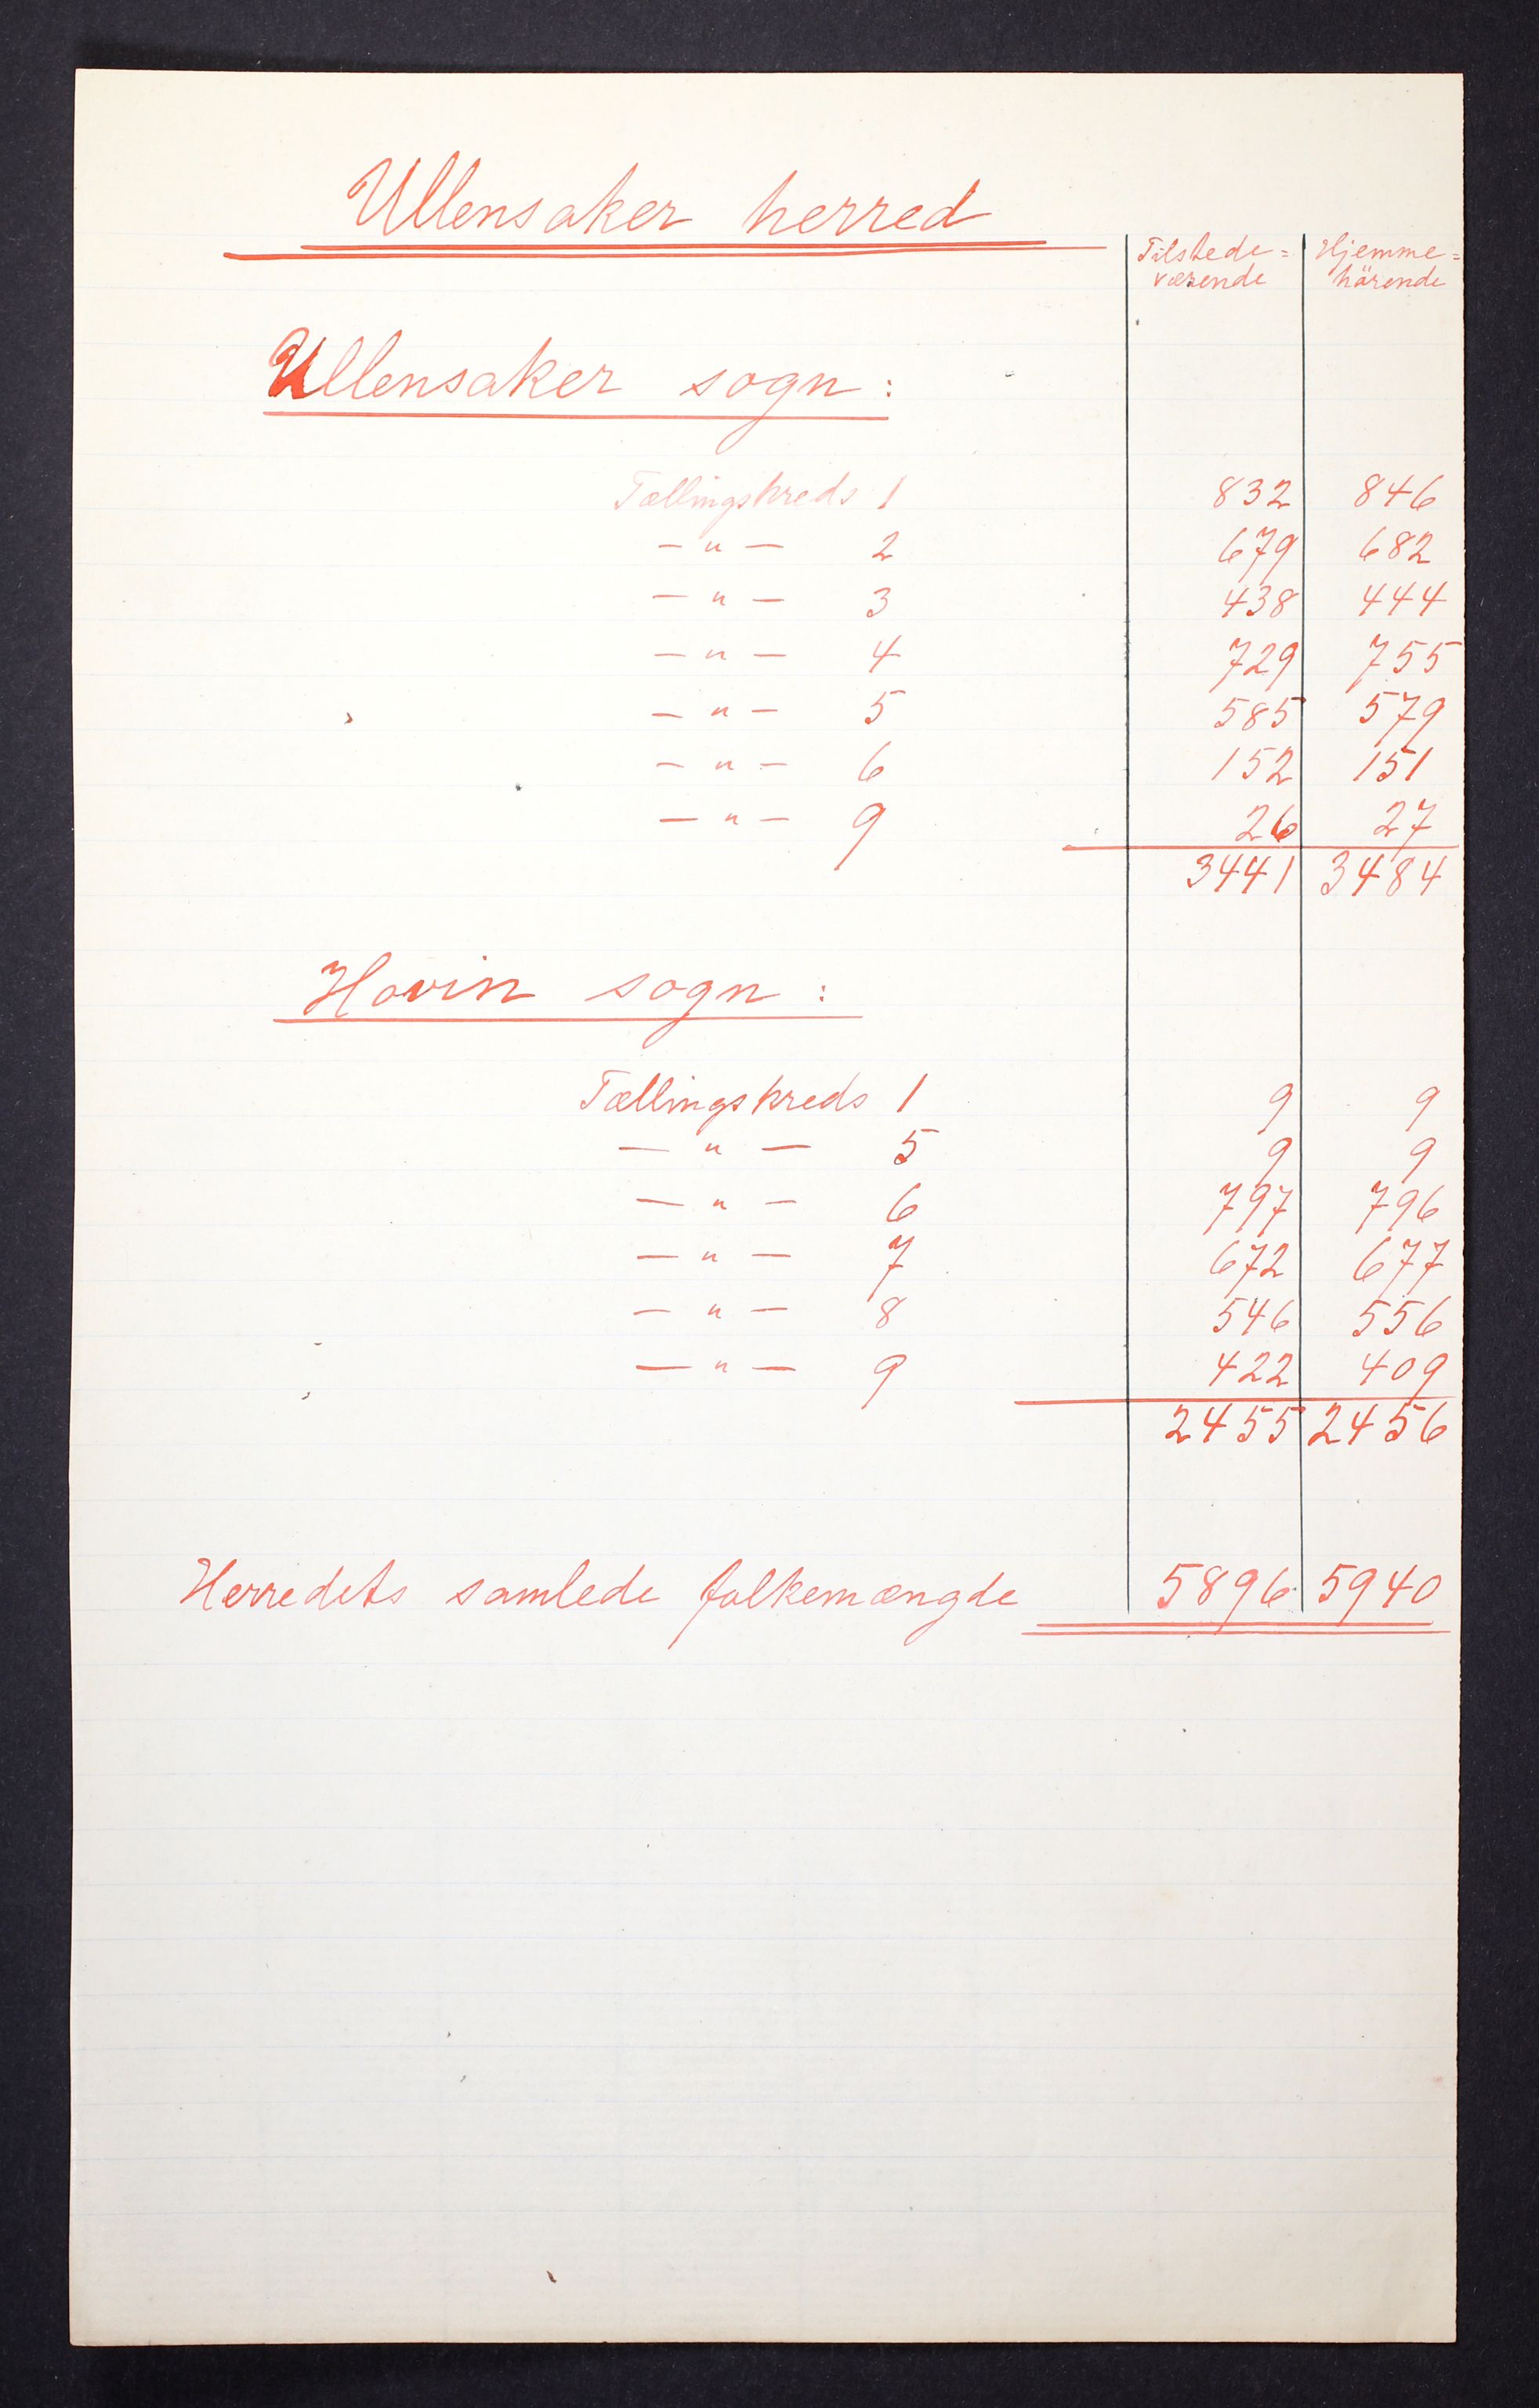 Ullensaker herred
Tilstede= Hjemme=
værende hörende
Ullensaker sogn:
Tællingskreds 1 832 846
— " — 2 679 682
— " — 3 438 444
— " — 4 729 755
— " — 5 585 579
— " — 6 152 151
— " — 9 26 27
3441 3484
Hovin sogn:
Tællingskreds 1 9 9
— " — 5 9 9
— " — 6 797 796
— " — 7 672 677
— " — 8 546 556
— " — 9 422 409
2455 2456
Herredets samlede folkemængde 5896 5940